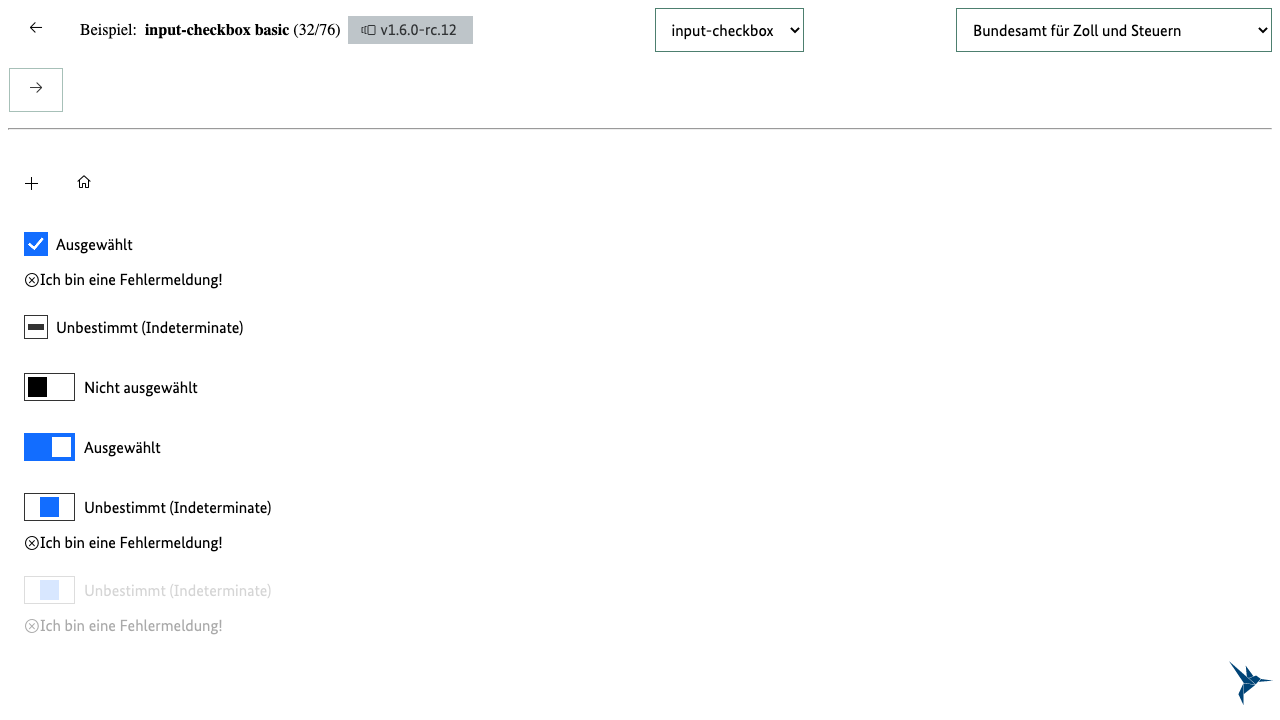 Beispiel: input-checkbox basic (32/76) v1.6.0-rc.12 input-checkbox Bundesamt für Zoll und Steuern
Ausgewählt
Ich bin eine Fehlermeldung!
Unbestimmt (Indeterminate)
Nicht ausgewählt
Ausgewählt
Unbestimmt (Indeterminate)
Ich bin eine Fehlermeldung!
Unbestimmt (Indeterminate)
Ich bin eine Fehlermeldung!